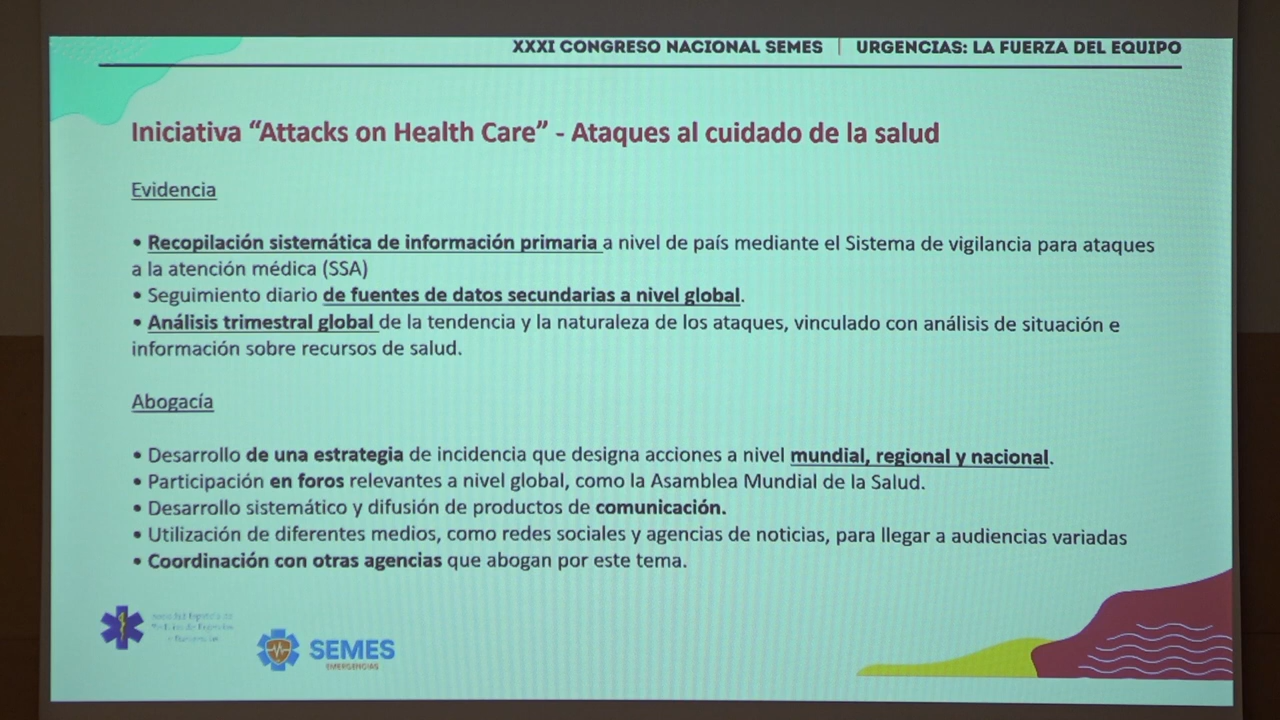 XXXI CONGRESO NACIONAL SEMES | URGENCIAS: LA FUERZA DEL EQUIPO
Iniciativa “Attacks on Health Care” - Ataques al cuidado de la salud
Evidencia
• Recopilación sistemática de información primaria a nivel de país mediante el Sistema de vigilancia para ataques
a la atención médica (SSA)
• Seguimiento diario de fuentes de datos secundarias a nivel global.
• Análisis trimestral global de la tendencia y la naturaleza de los ataques, vinculado con análisis de situación e
información sobre recursos de salud.
Abogacía
• Desarrollo de una estrategia de incidencia que designa acciones a nivel mundial, regional y nacional.
• Participación en foros relevantes a nivel global, como la Asamblea Mundial de la Salud.
• Desarrollo sistemático y difusión de productos de comunicación.
• Utilización de diferentes medios, como redes sociales y agencias de noticias, para llegar a audiencias variadas
• Coordinación con otras agencias que abogan por este tema.
SEMES
EMERGENCIAS